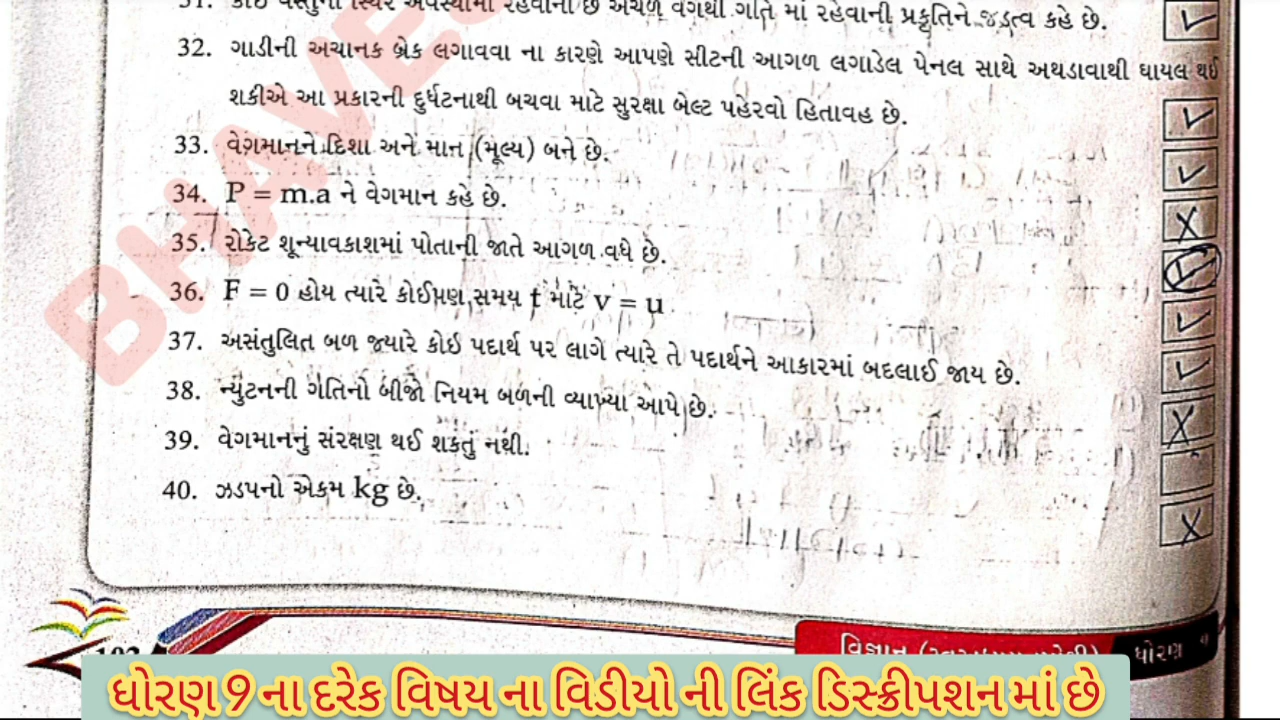 31. કોઈ વસ્તુની સ્થિર અવસ્થામાં રહેવાની છે અચળ વેગથી ગતિ માં રહેવાની પ્રકૃતિને જડત્વ કહે છે.
32. ગાડીની અચાનક બ્રેક લગાવવા ના કારણે આપણે સીટની આગળ લગાડેલ પેનલ સાથે અથડાવાથી ઘાયલ થઈ
શકીએ આ પ્રકારની દુર્ઘટનાથી બચવા માટે સુરક્ષા બેલ્ટ પહેરવો હિતાવહ છે.
33. વેગમાનને દિશા અને માન (મૂલ્ય) બને છે.
34. P = m.a ને વેગમાન કહે છે.
35. રોકેટ શૂન્યાવકાશમાં પોતાની જાતે આગળ વધે છે.
36. F = 0 હોય ત્યારે કોઈપણ સમય t માટે v = u
37. અસંતુલિત બળ જ્યારે કોઈ પદાર્થ પર લાગે ત્યારે તે પદાર્થને આકારમાં બદલાઈ જાય છે.
38. ન્યુટનની ગતિનો બીજો નિયમ બળની વ્યાખ્યા આપે છે.
39. વેગમાનનું સંરક્ષણ થઈ શકતું નથી.
40. ઝડપનો એકમ kg છે.
BHAVES
વિજ્ઞાન
ધોરણ ૧
ધોરણ 9 ના દરેક વિષય ના વિડીયો ની લિંક ડિસ્ક્રીપશન માં છે